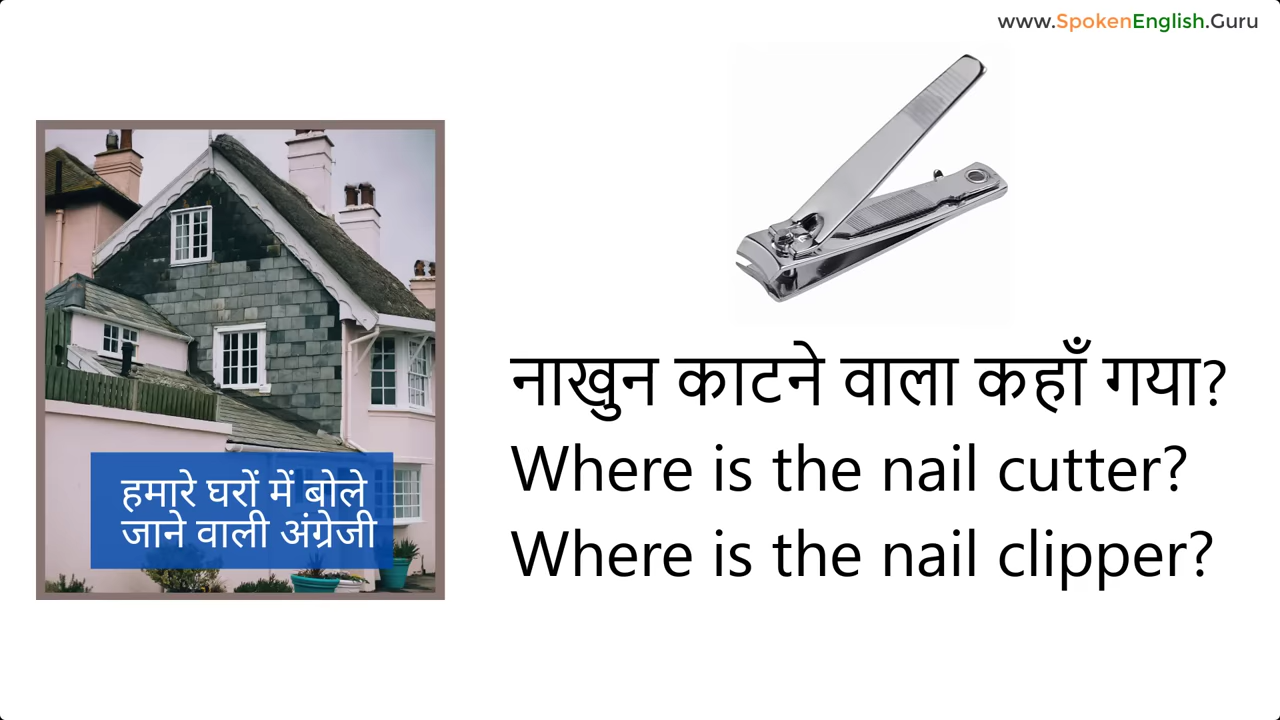 www.SpokenEnglish.Guru
हमारे घरों में बोले
जाने वाली अंग्रेजी
नाखुन काटने वाला कहाँ गया?
Where is the nail cutter?
Where is the nail clipper?